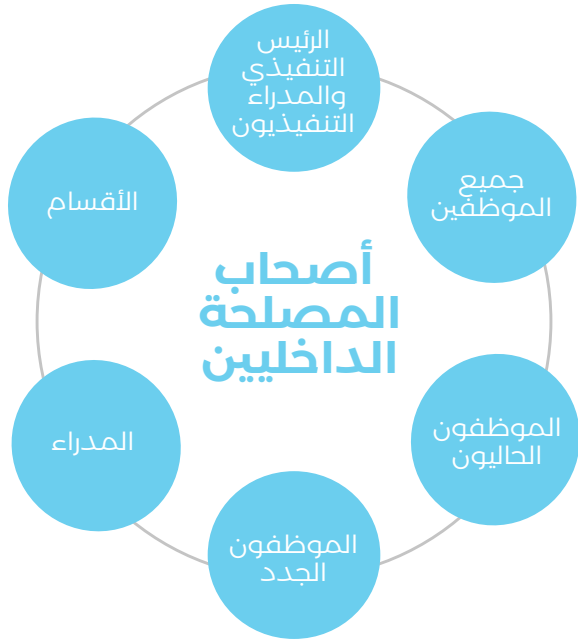 الرئيس
التنفيذي
والمدراء
التنفيذيون
جميع
الموظفين
الأقسام
أصحاب
المصلحة
الداخليين
الموظفون
الحاليون
المدراء
الموظفون
الجدد